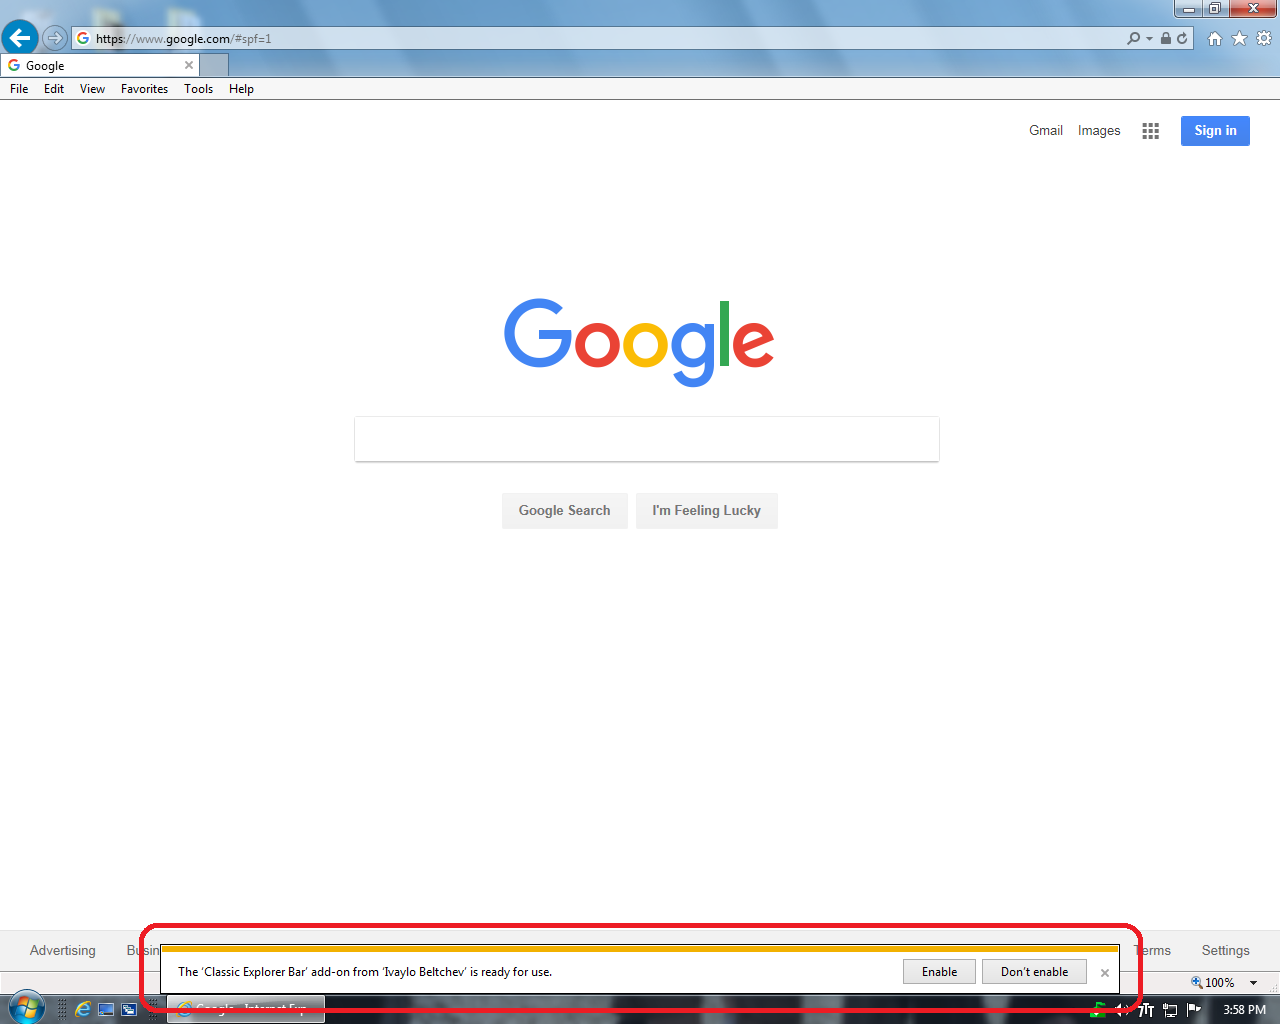 https://www.google.com/#spf=1
Google
File Edit View Favorites Tools Help
Gmail Images Sign in
Google
Google Search I'm Feeling Lucky
Advertising Terms Settings
The 'Classic Explorer Bar' add-on from 'Ivaylo Beltchev' is ready for use. Enable Don't enable
100%
Google - Internet Exp...
3:58 PM